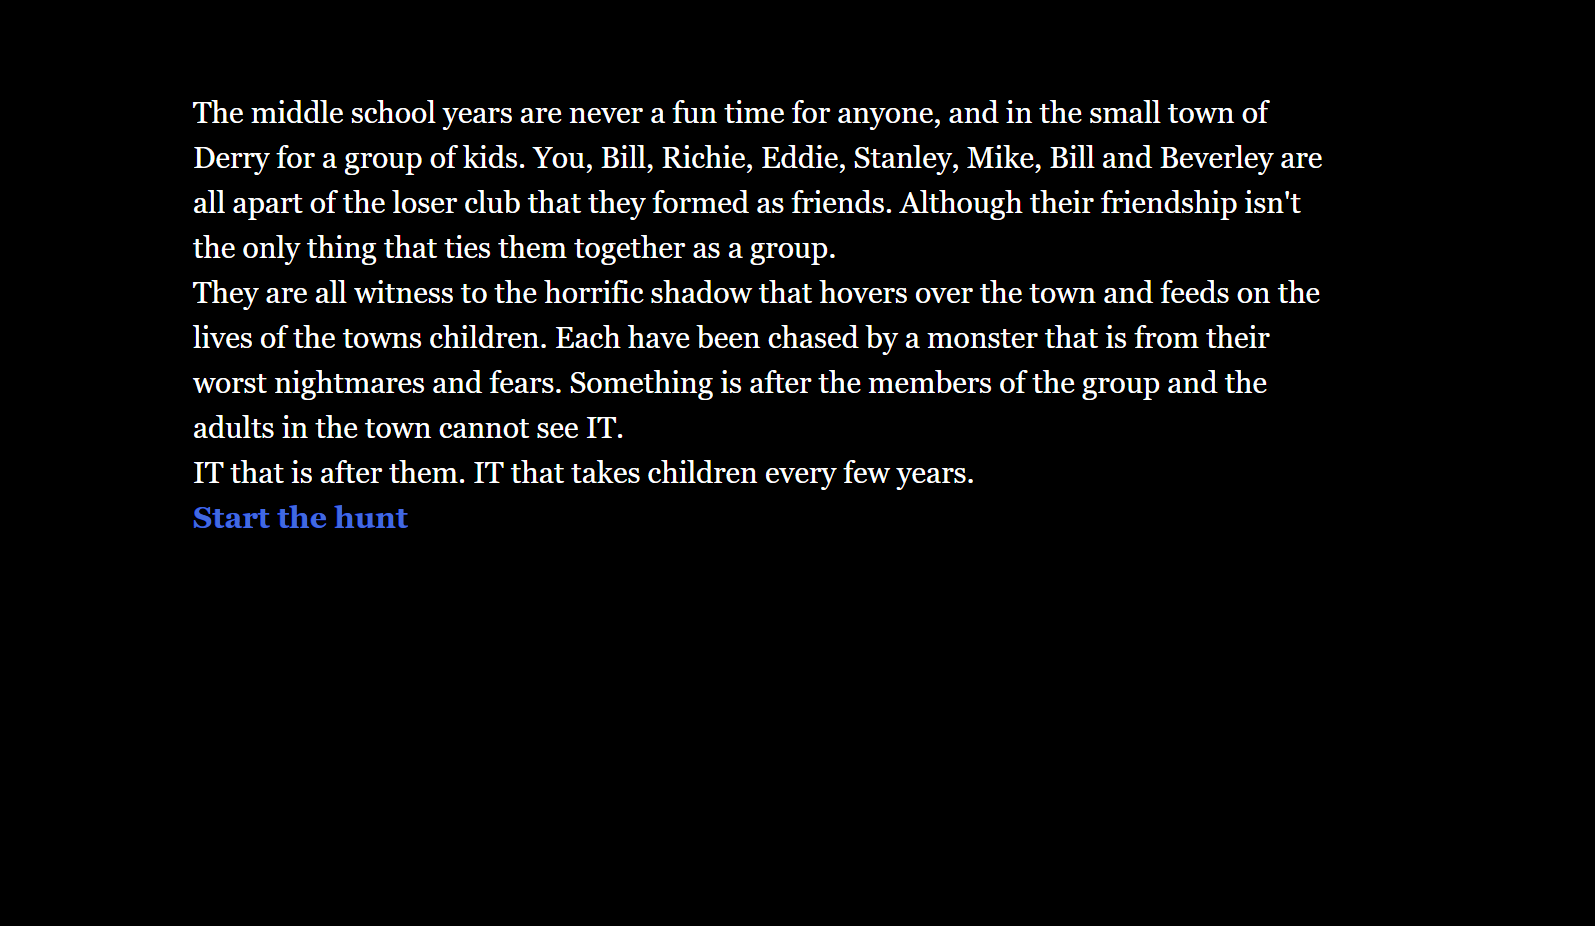 The middle school years are never a fun time for anyone, and in the small town of
Derry for a group of kids. You, Bill, Richie, Eddie, Stanley, Mike, Bill and Beverley are
all apart of the loser club that they formed as friends. Although their friendship isn't
the only thing that ties them together as a group.
They are all witness to the horrific shadow that hovers over the town and feeds on the
lives of the towns children. Each have been chased by a monster that is from their
worst nightmares and fears. Something is after the members of the group and the
adults in the town cannot see IT.
IT that is after them. IT that takes children every few years.
Start the hunt